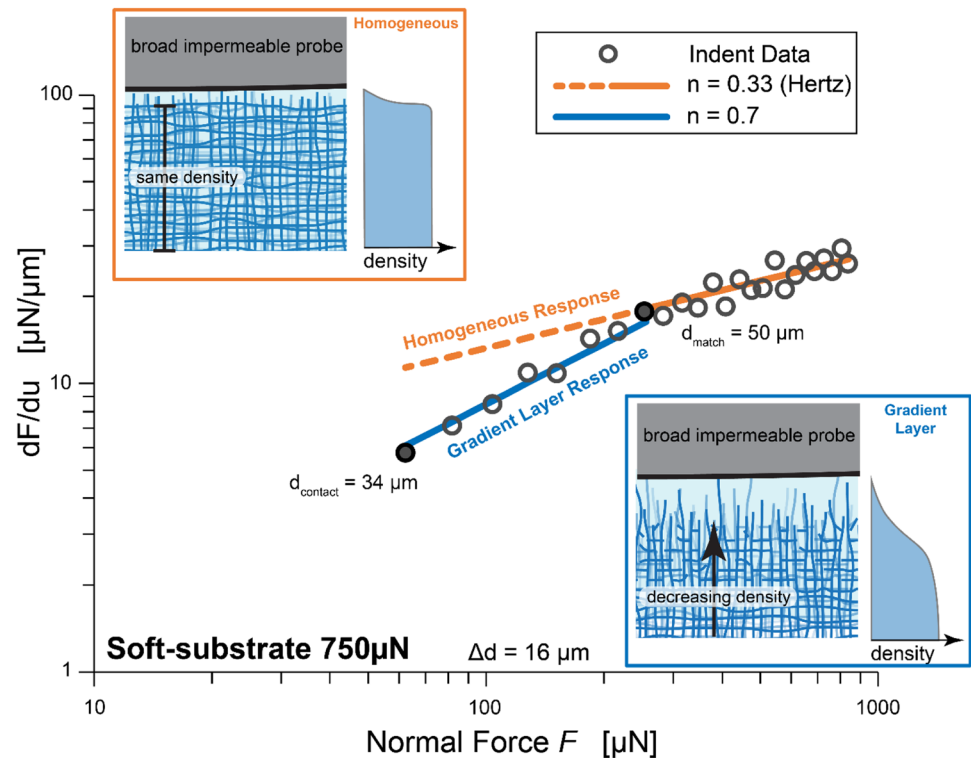 Homogeneous
broad impermeable probe
same density
density
Indent Data
n = 0.33 (Hertz)
n = 0.7
100
10
1
dF/du [µN/µm]
Homogeneous Response
Gradient Layer Response
d_match = 50 µm
d_contact = 34 µm
Gradient
Layer
broad impermeable probe
decreasing density
density
Soft-substrate 750µN
Δd = 16 µm
10
100
1000
Normal Force F [µN]